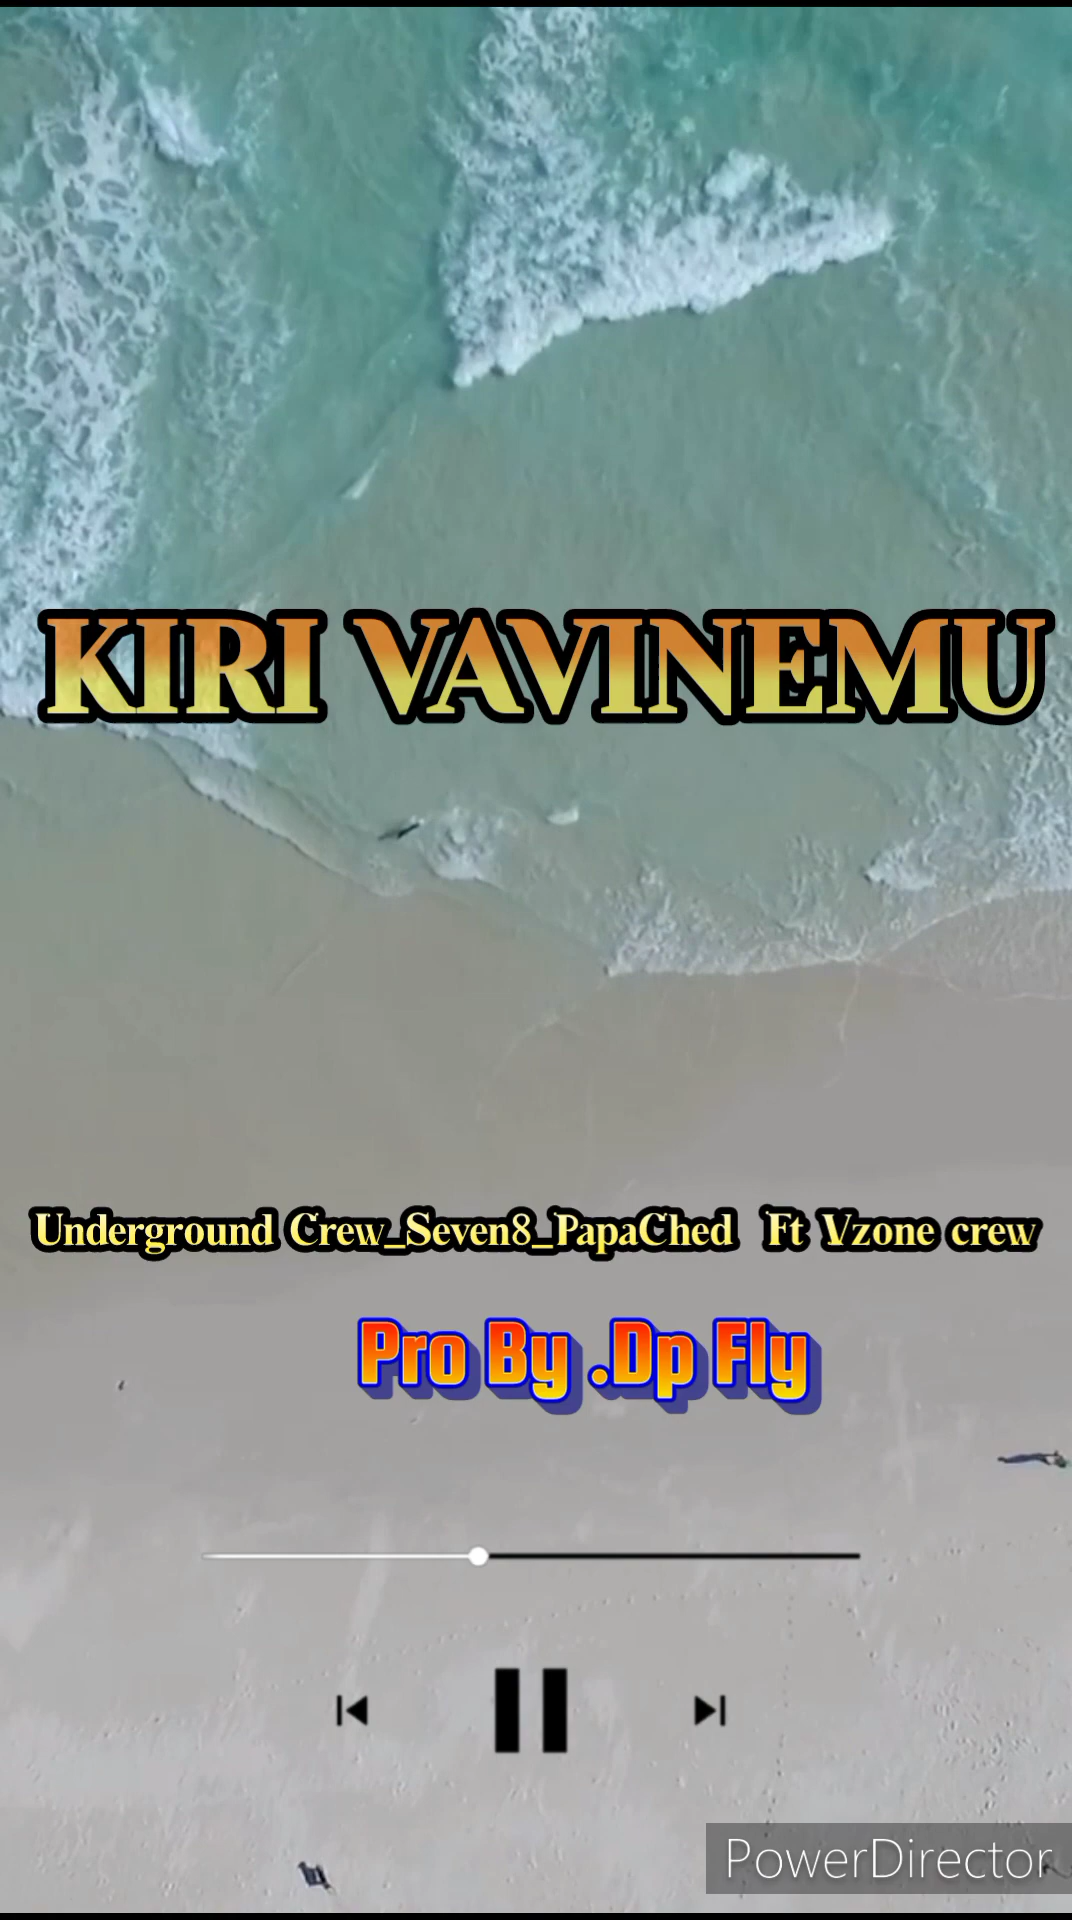 KIRI VAVINEMU
Underground Crew_Seven8_PapaChed Ft Vzone crew
Pro By .Dp Fly
PowerDirector